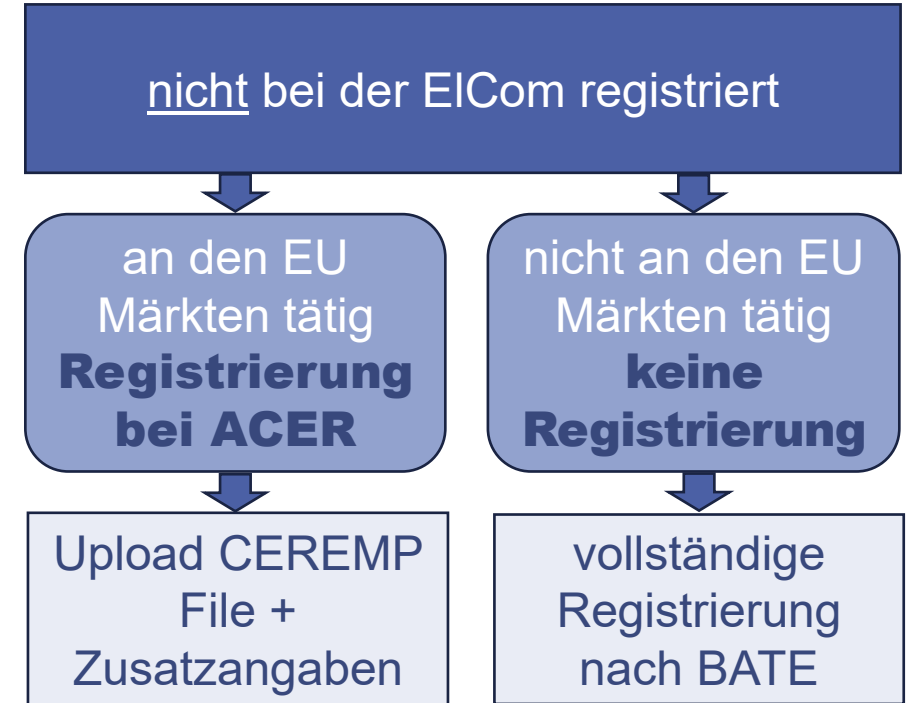 nicht bei der ElCom registriert
an den EU
Märkten tätig
Registrierung
bei ACER
nicht an den EU
Märkten tätig
keine
Registrierung
Upload CEREMP
File +
Zusatzangaben
vollständige
Registrierung
nach BATE